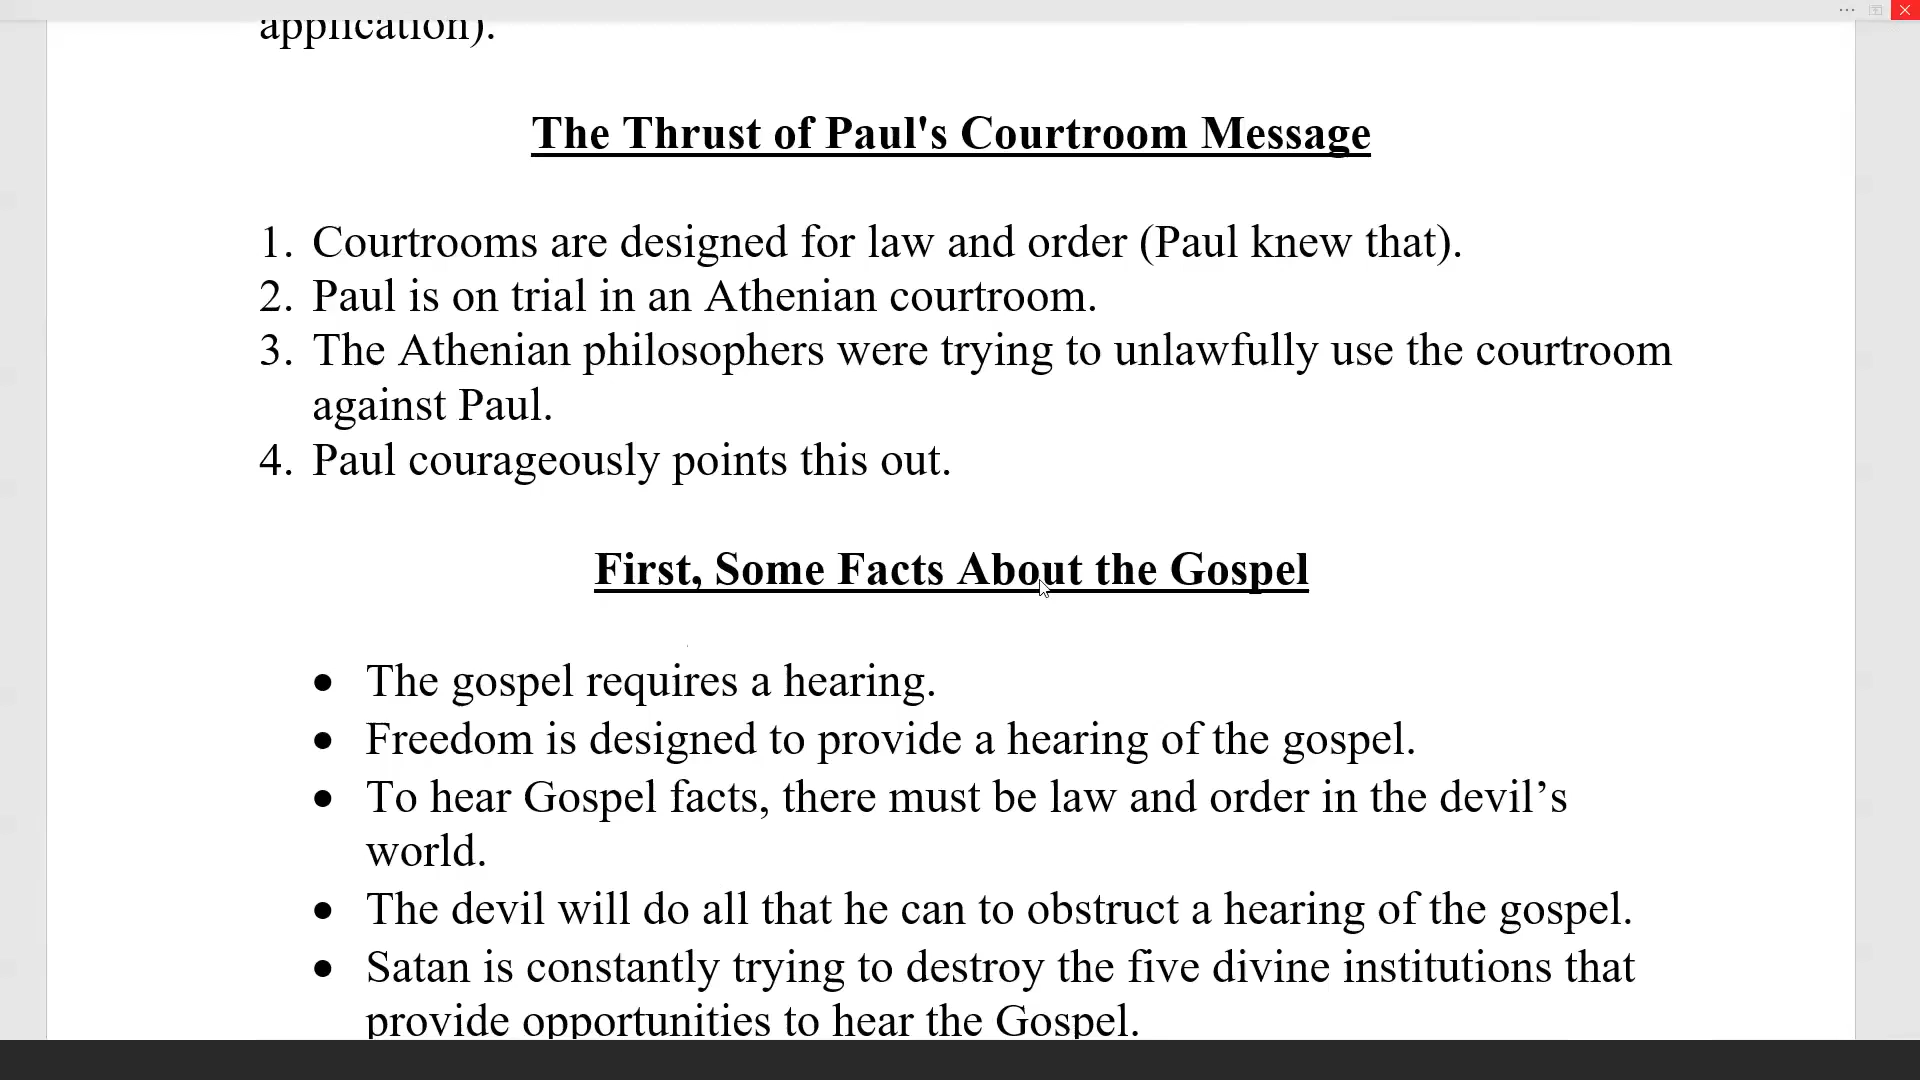 application).
The Thrust of Paul's Courtroom Message
1. Courtrooms are designed for law and order (Paul knew that).
2. Paul is on trial in an Athenian courtroom.
3. The Athenian philosophers were trying to unlawfully use the courtroom
against Paul.
4. Paul courageously points this out.
First, Some Facts About the Gospel
• The gospel requires a hearing.
• Freedom is designed to provide a hearing of the gospel.
• To hear Gospel facts, there must be law and order in the devil’s
world.
• The devil will do all that he can to obstruct a hearing of the gospel.
• Satan is constantly trying to destroy the five divine institutions that
provide opportunities to hear the Gospel.